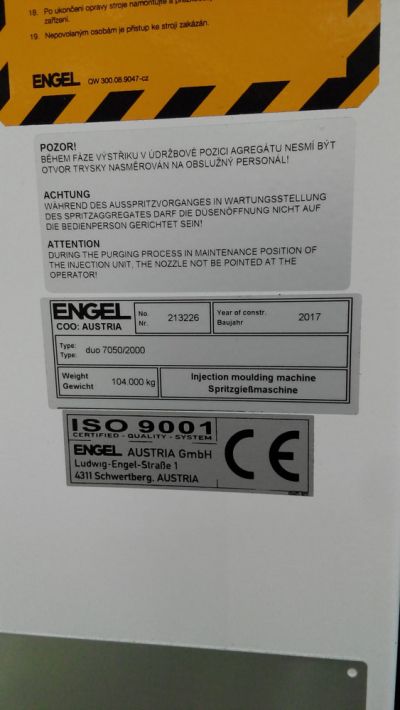 18. Po ukončení opravy stroje namontujte a
zařízení.
19. Nepovolaným osobám je přístup ke stroji zakázán.
ENGEL QW 300.08.9047-cz
POZOR!
BĚHEM FÁZE VÝSTŘIKU V ÚDRŽBOVÉ POZICI AGREGÁTU NESMÍ BÝT
OTVOR TRYSKY NASMĚROVÁN NA OBSLUŽNÝ PERSONÁL!
ACHTUNG
WÄHREND DES AUSSPRITZVORGANGES IN WARTUNGSSTELLUNG
DES SPRITZAGGREGATES DARF DIE DÜSENÖFFNUNG NICHT AUF
DIE BEDIENPERSON GERICHTET SEIN!
ATTENTION
DURING THE PURGING PROCESS IN MAINTENANCE POSITION OF
THE INJECTION UNIT, THE NOZZLE NOT BE POINTED AT THE
OPERATOR!
ENGEL
COO: AUSTRIA
No.
Nr.
213226
Year of constr.
Baujahr
2017
Type:
Type:
duo 7050/2000
Weight
Gewicht
104.000 kg
Injection moulding machine
Spritzgießmaschine
ISO 9001
CERTIFIED - QUALITY - SYSTEM
ENGEL AUSTRIA GmbH
Ludwig-Engel-Straße 1
4311 Schwertberg, AUSTRIA
CE